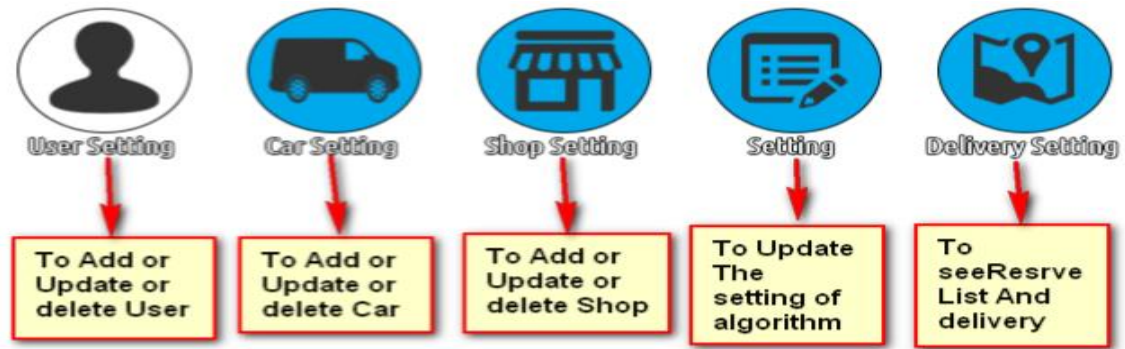 User Setting
Car Setting
Shop Setting
Setting
Delivery Setting
To Add or
Update or
delete User
To Add or
Update or
delete Car
To Add or
Update or
delete Shop
To Update
The
setting of
algorithm
To
seeResrve
List And
delivery